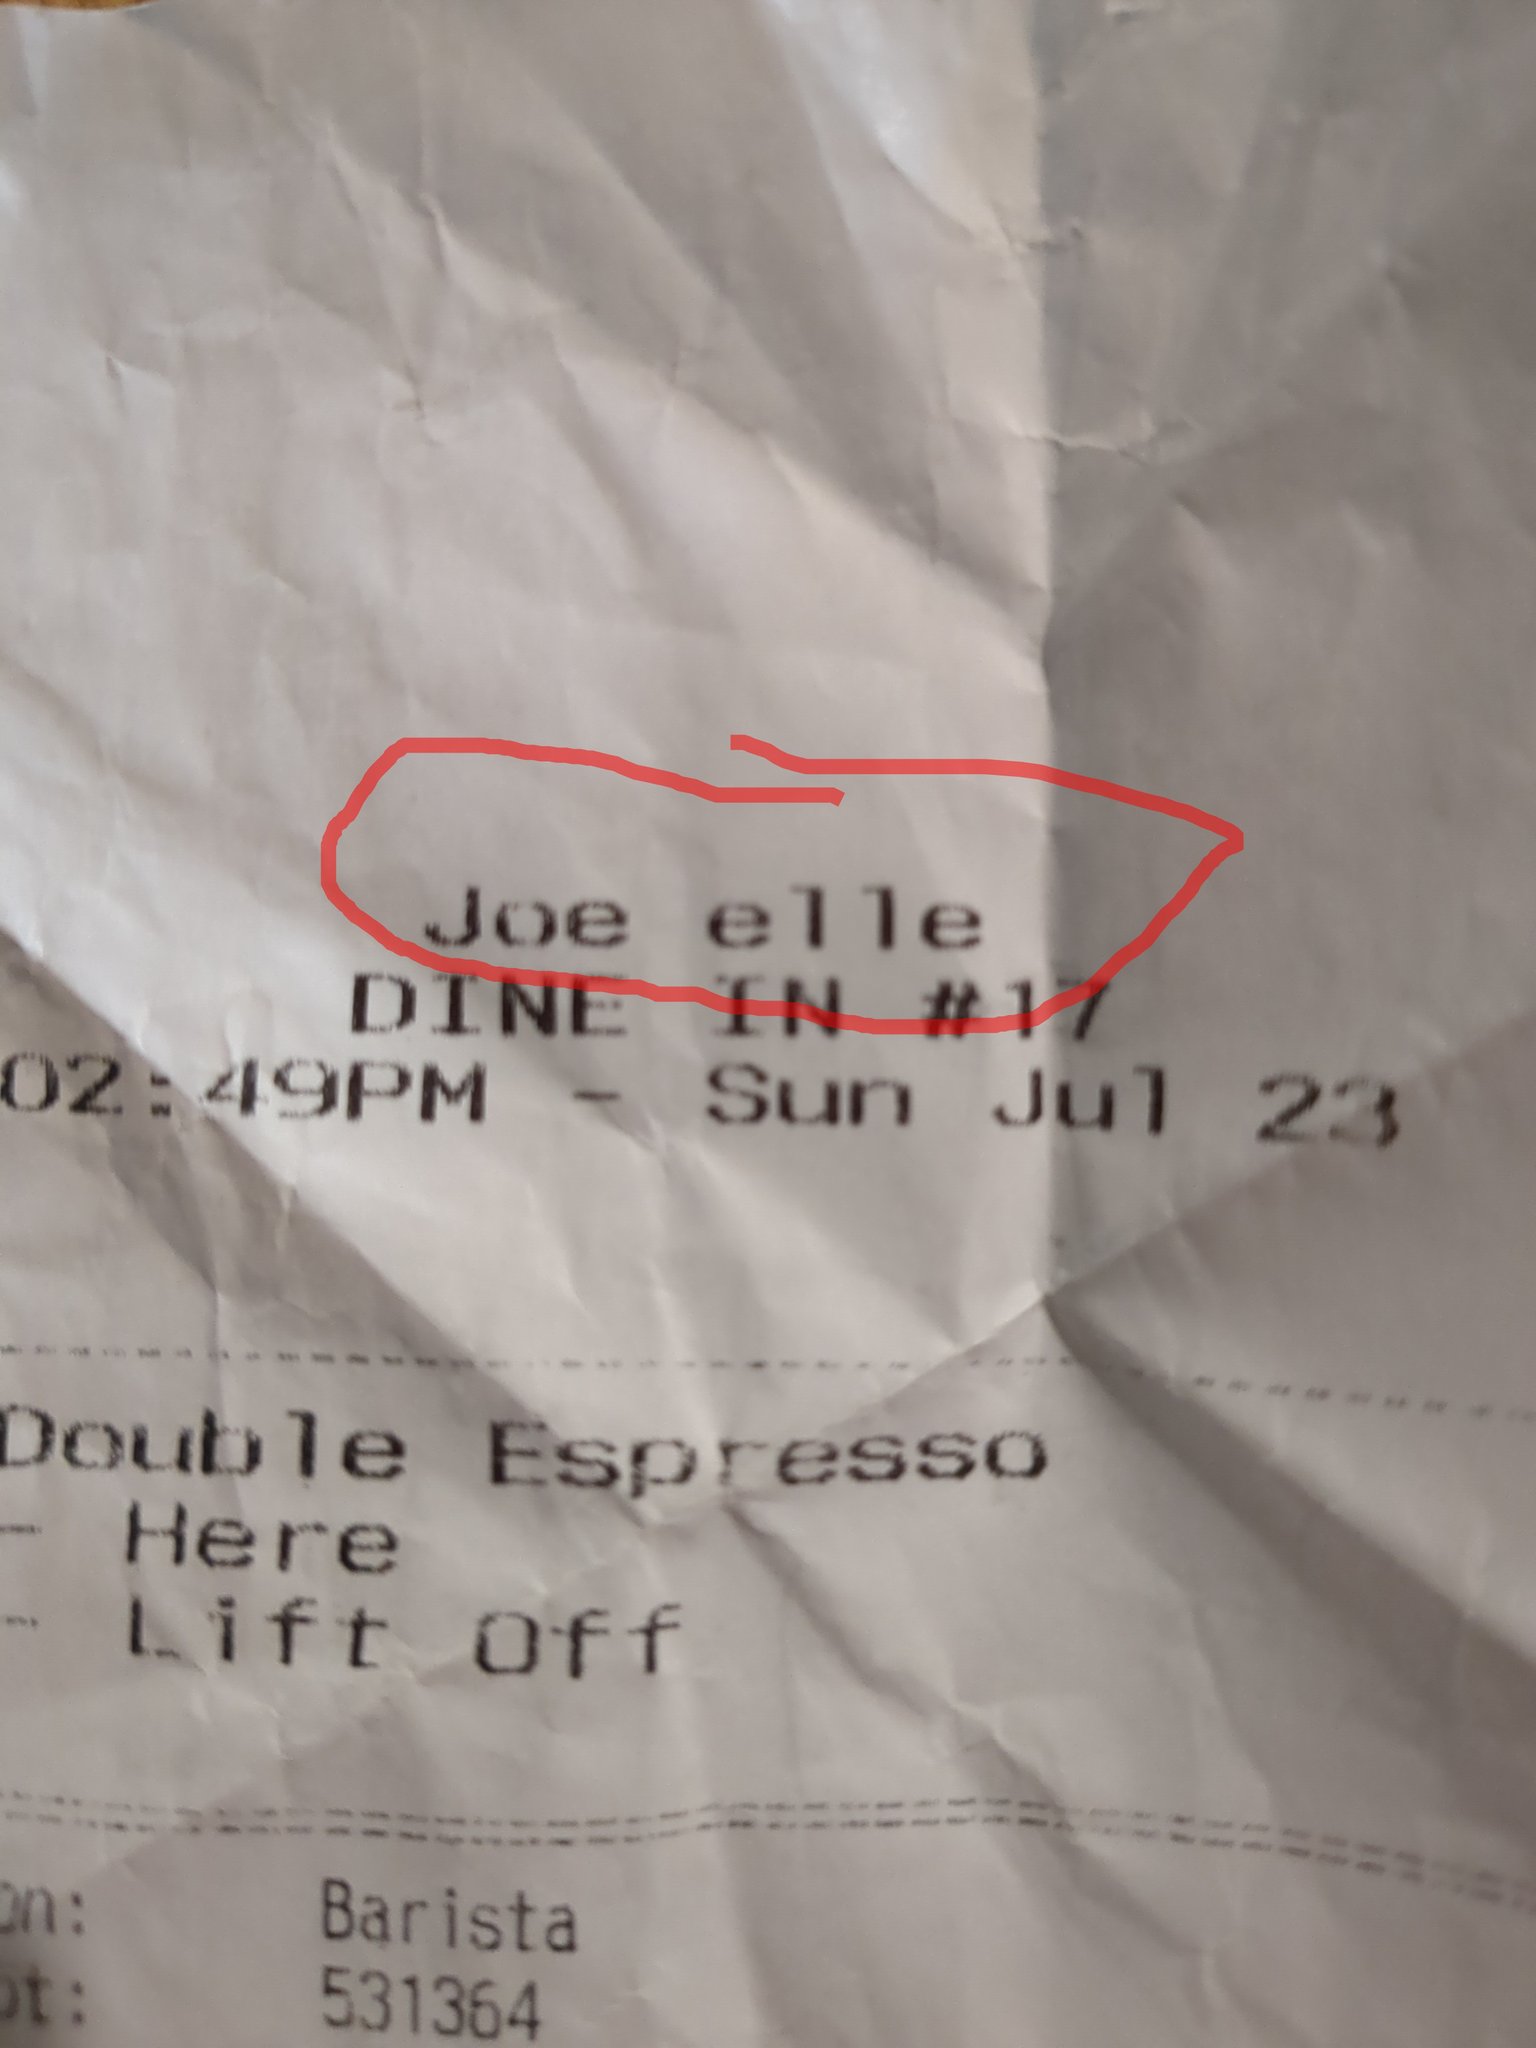 Joe elle
DINE IN #17
02:49PM - Sun Jul 23
Double Espresso
- Here
- Lift Off
Barista
531364